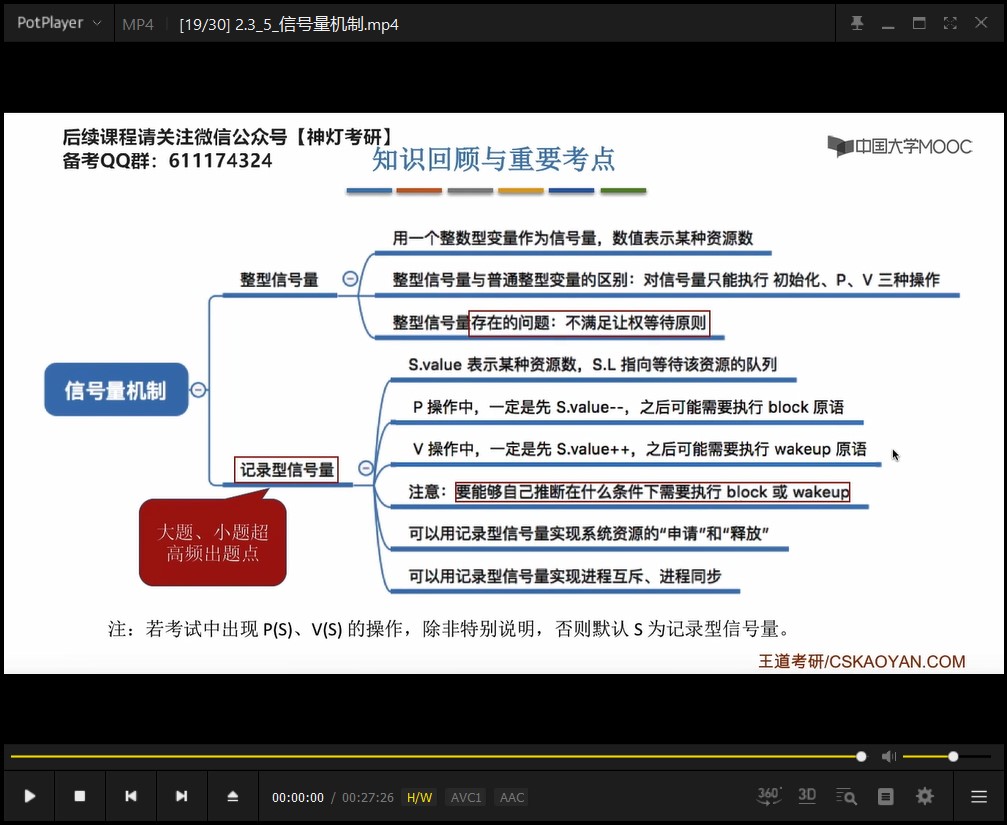 PotPlayer
MP4
[19/30] 2.3_5_信号量机制.mp4
后续课程请关注微信公众号【神灯考研】
备考QQ群：611174324
知识回顾与重要考点
中国大学MOOC
用一个整数型变量作为信号量，数值表示某种资源数
整型信号量
整型信号量与普通整型变量的区别：对信号量只能执行 初始化、P、V 三种操作
整型信号量存在的问题：不满足让权等待原则
信号量机制
S.value 表示某种资源数，S.L 指向等待该资源的队列
P 操作中，一定是先 S.value--，之后可能需要执行 block 原语
V 操作中，一定是先 S.value++，之后可能需要执行 wakeup 原语
记录型信号量
注意：要能够自己推断在什么条件下需要执行 block 或 wakeup
可以用记录型信号量实现系统资源的“申请”和“释放”
可以用记录型信号量实现进程互斥、进程同步
大题、小题超
高频出题点
注：若考试中出现 P(S)、V(S) 的操作，除非特别说明，否则默认 S 为记录型信号量。
王道考研/CSKAOYAN.COM
00:00:00 / 00:27:26 H/W AVC1 AAC
360° 3D